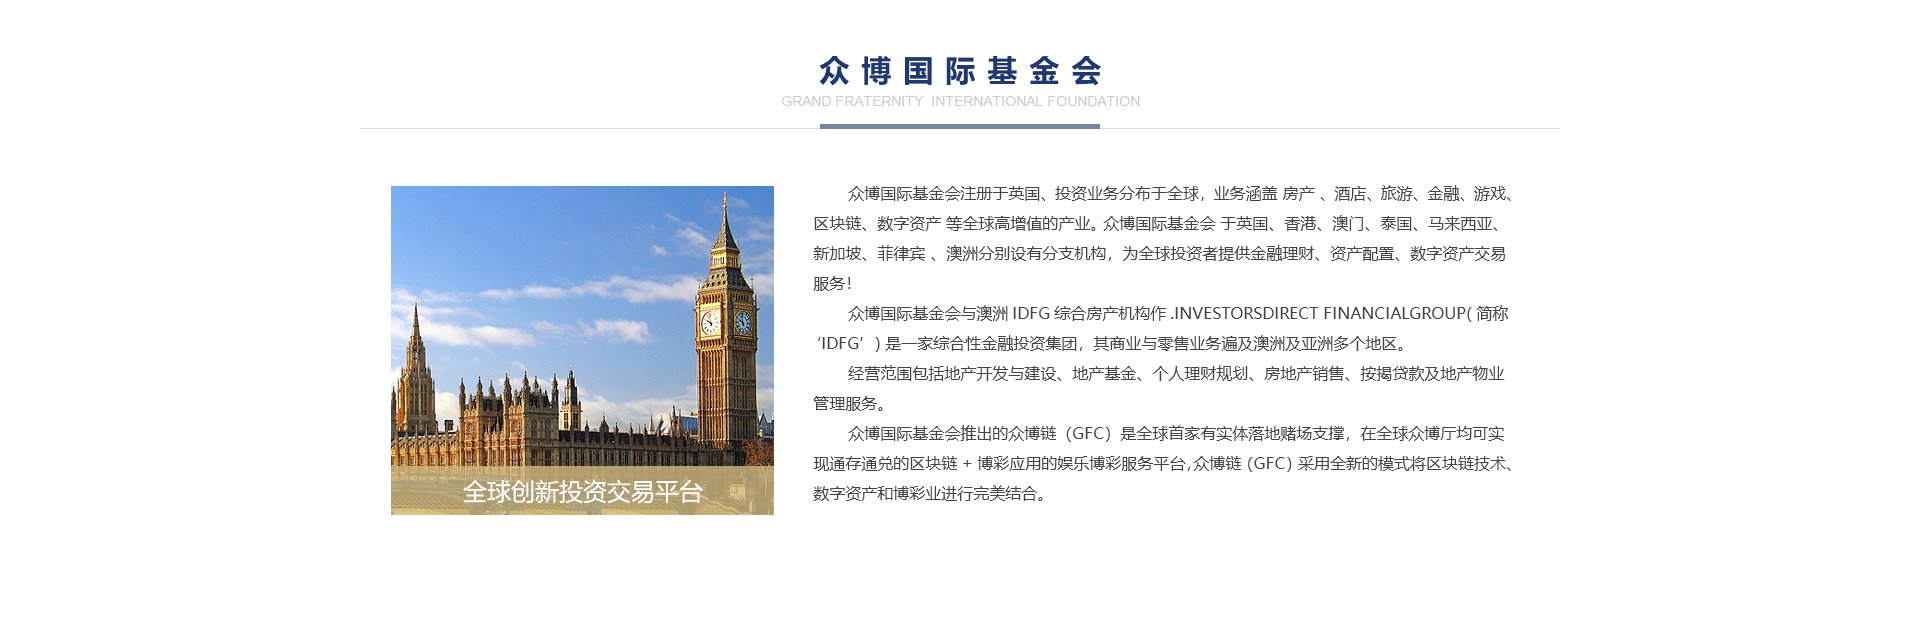 众博国际基金会
GRAND FRATERNITY INTERNATIONAL FOUNDATION
众博国际基金会注册于英国、投资业务分布于全球，业务涵盖 房产 、酒店、旅游、金融、游戏、
区块链、数字资产 等全球高增值的产业。众博国际基金会 于英国、香港、澳门、泰国、马来西亚、
新加坡、菲律宾 、澳洲分别设有分支机构，为全球投资者提供金融理财、资产配置、数字资产交易
服务！
众博国际基金会与澳洲 IDFG 综合房产机构作 .INVESTORSDIRECT FINANCIALGROUP( 简称
‘IDFG’ ) 是一家综合性金融投资集团，其商业与零售业务遍及澳洲及亚洲多个地区。
经营范围包括地产开发与建设、地产基金、个人理财规划、房地产销售、按揭贷款及地产物业
管理服务。
众博国际基金会推出的众博链（GFC）是全球首家有实体落地赌场支撑，在全球众博厅均可实
现通存通兑的区块链 + 博彩应用的娱乐博彩服务平台，众博链（GFC）采用全新的模式将区块链技术、
数字资产和博彩业进行完美结合。
全球创新投资交易平台